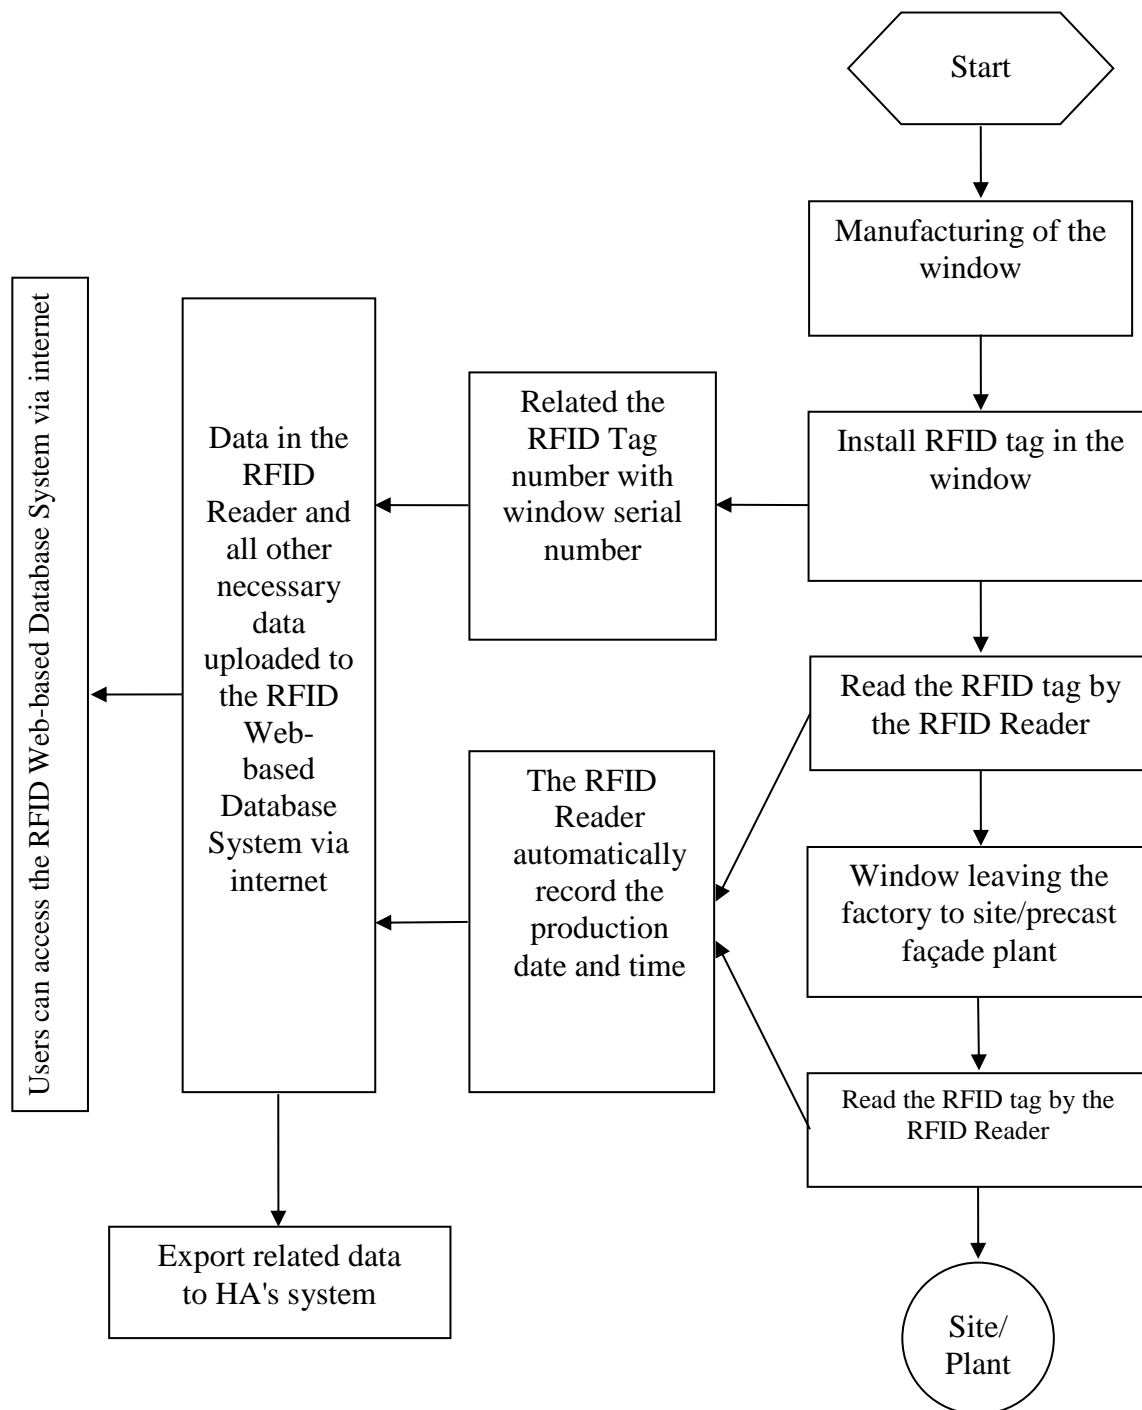 Start
Manufacturing of the
window
Install RFID tag in the
window
Related the
RFID Tag
number with
window serial
number
Data in the
RFID
Reader and
all other
necessary
data
uploaded to
the RFID
Web-
based
Database
System via
internet
Users can access the RFID Web-based Database System via internet
Read the RFID tag by
the RFID Reader
The RFID
Reader
automatically
record the
production
date and time
Window leaving the
factory to site/precast
façade plant
Read the RFID tag by the
RFID Reader
Export related data
to HA's system
Site/
Plant